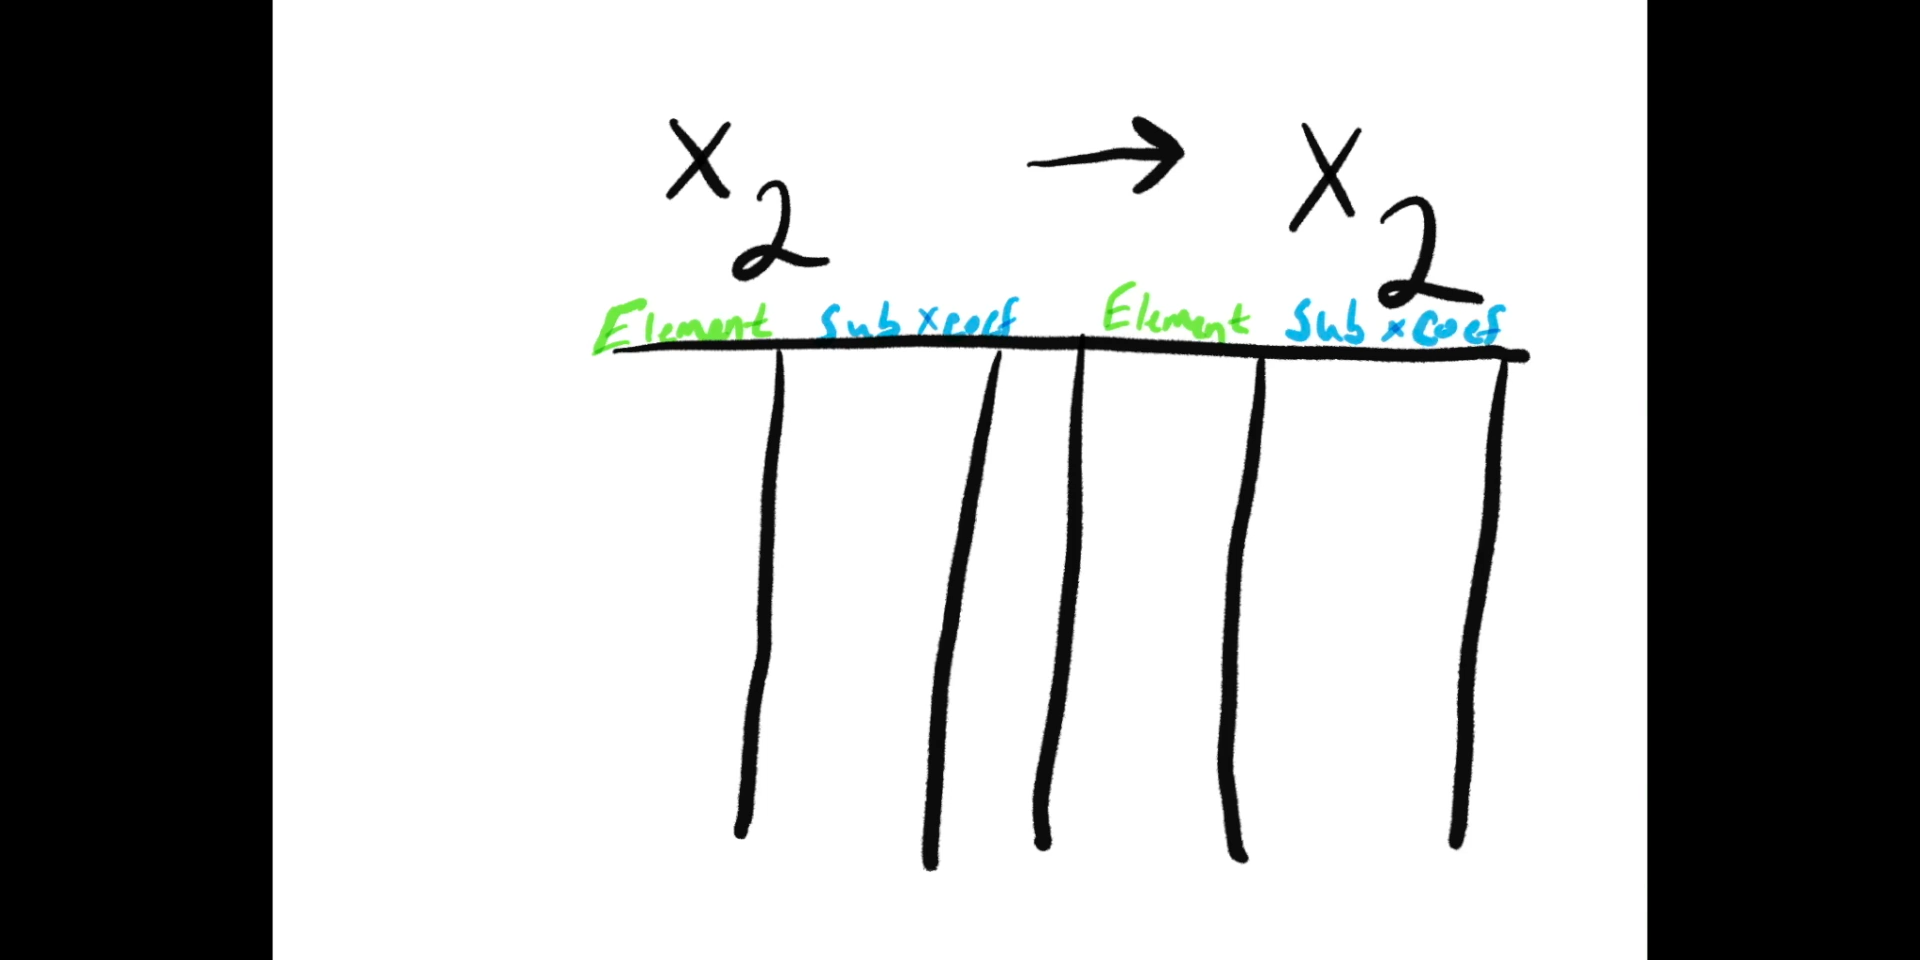 X₂ → X₂
Element Sub x coef Element Sub x coef